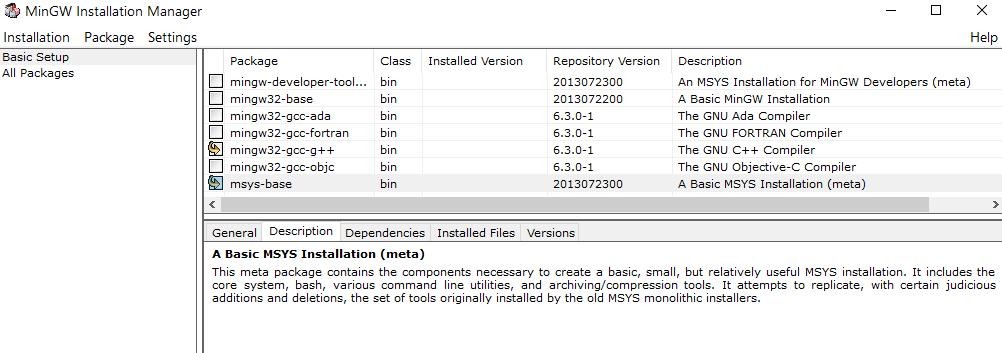 MinGW Installation Manager
Installation Package Settings Help
Basic Setup
All Packages
Package Class Installed Version Repository Version Description
mingw-developer-tool... bin 2013072300 An MSYS Installation for MinGW Developers (meta)
mingw32-base bin 2013072200 A Basic MinGW Installation
mingw32-gcc-ada bin 6.3.0-1 The GNU Ada Compiler
mingw32-gcc-fortran bin 6.3.0-1 The GNU FORTRAN Compiler
mingw32-gcc-g++ bin 6.3.0-1 The GNU C++ Compiler
mingw32-gcc-objc bin 6.3.0-1 The GNU Objective-C Compiler
msys-base bin 2013072300 A Basic MSYS Installation (meta)
General Description Dependencies Installed Files Versions
A Basic MSYS Installation (meta)
This meta package contains the components necessary to create a basic, small, but relatively useful MSYS installation. It includes the
core system, bash, various command line utilities, and archiving/compression tools. It attempts to replicate, with certain judicious
additions and deletions, the set of tools originally installed by the old MSYS monolithic installers.